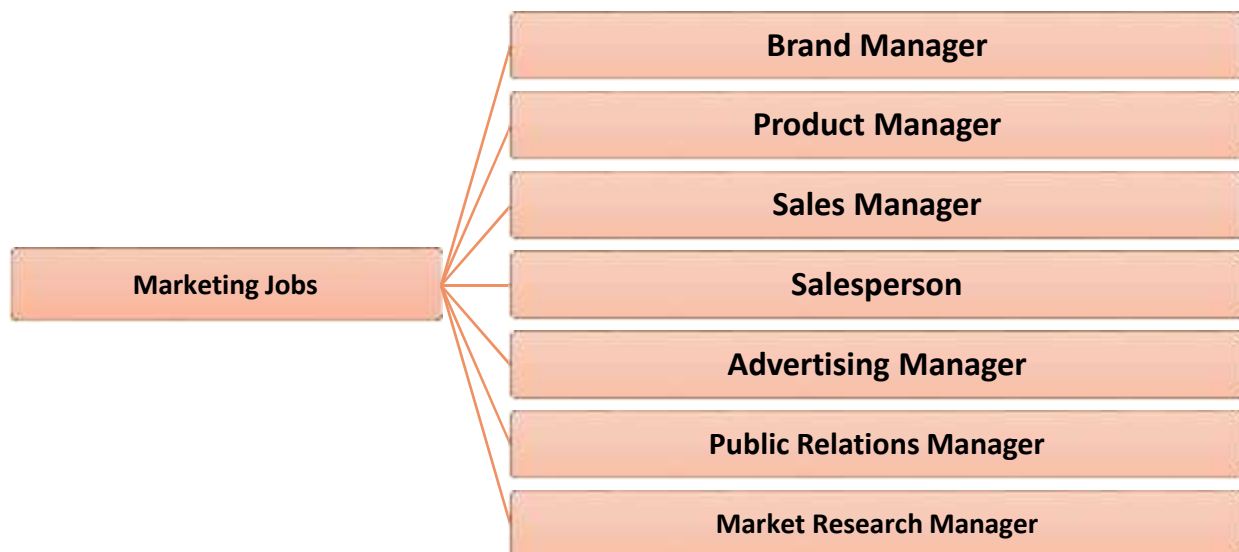 Brand Manager
Product Manager
Sales Manager
Marketing Jobs
Salesperson
Advertising Manager
Public Relations Manager
Market Research Manager